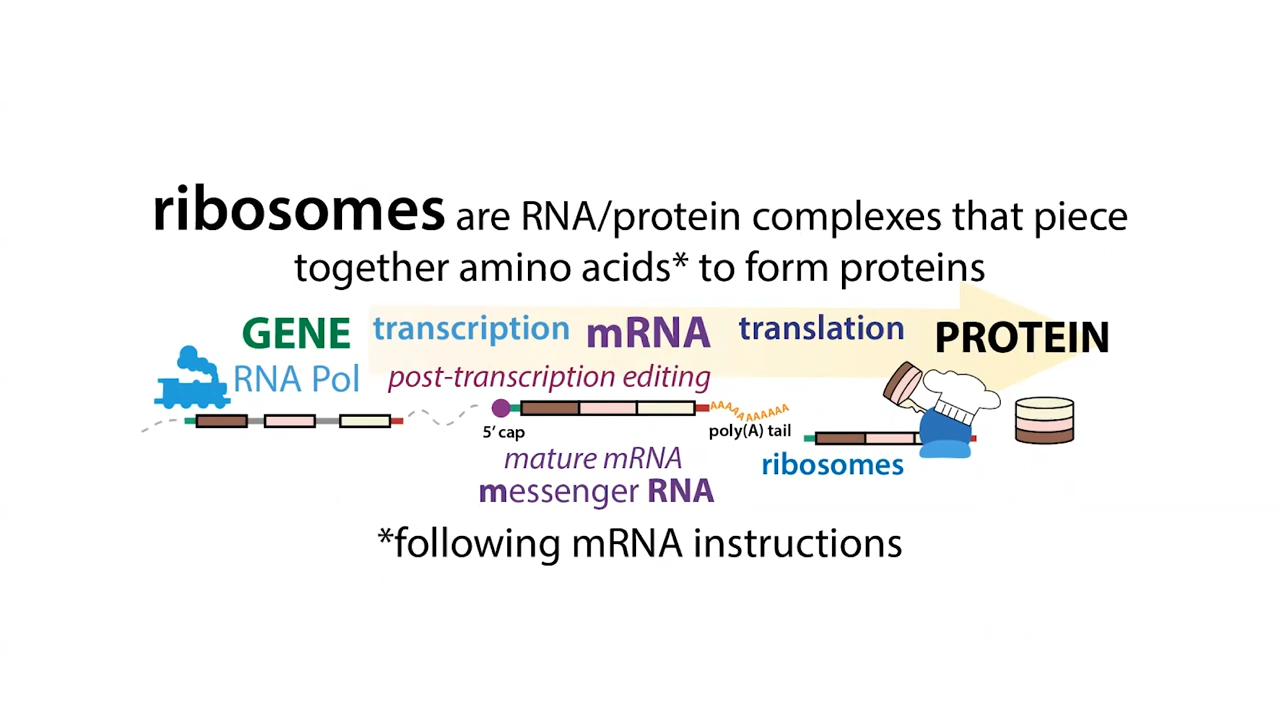 ribosomes are RNA/protein complexes that piece
together amino acids* to form proteins
GENE transcription mRNA translation PROTEIN
RNA Pol post-transcription editing
AAAAAAAAAAA
5' cap poly(A) tail
mature mRNA ribosomes
messenger RNA
*following mRNA instructions